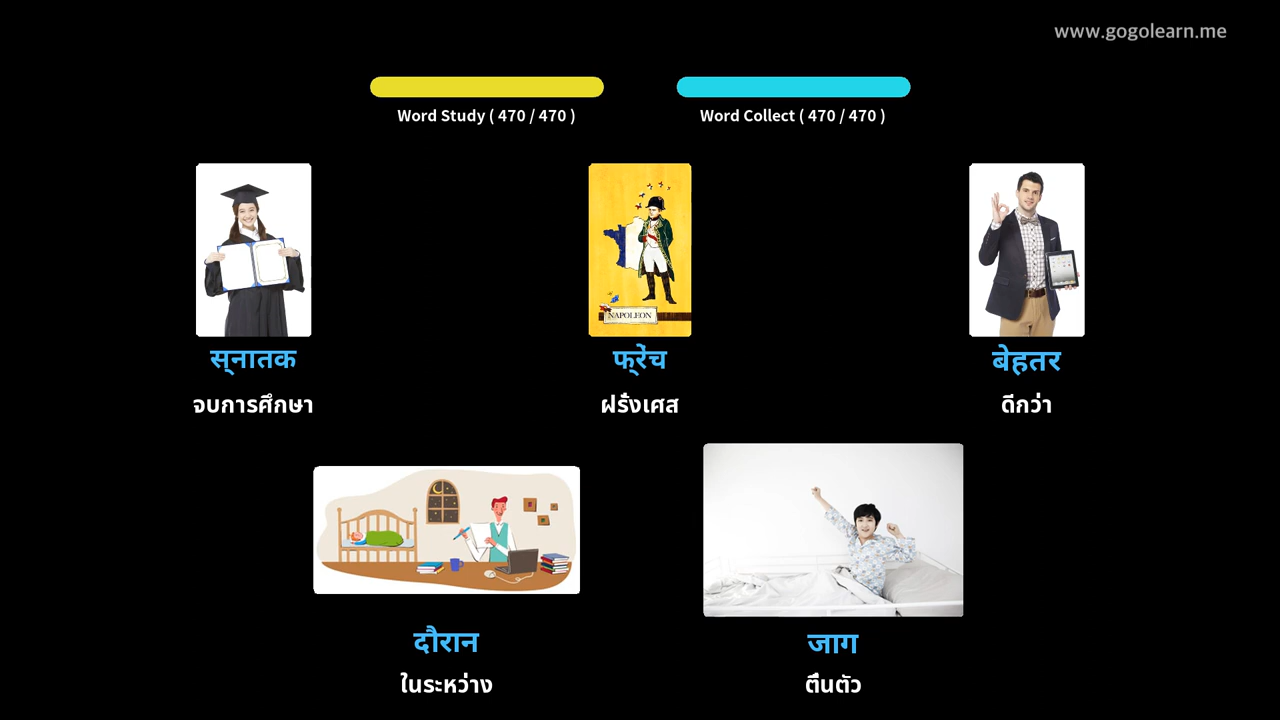 www.gogolearn.me
Word Study ( 470 / 470 )
Word Collect ( 470 / 470 )
NAPOLEON
स्नातक
फ्रेंच
बेहतर
จบการศึกษา
ฝรั่งเศส
ดีกว่า
दौरान
जाग
ในระหว่าง
ตื่นตัว